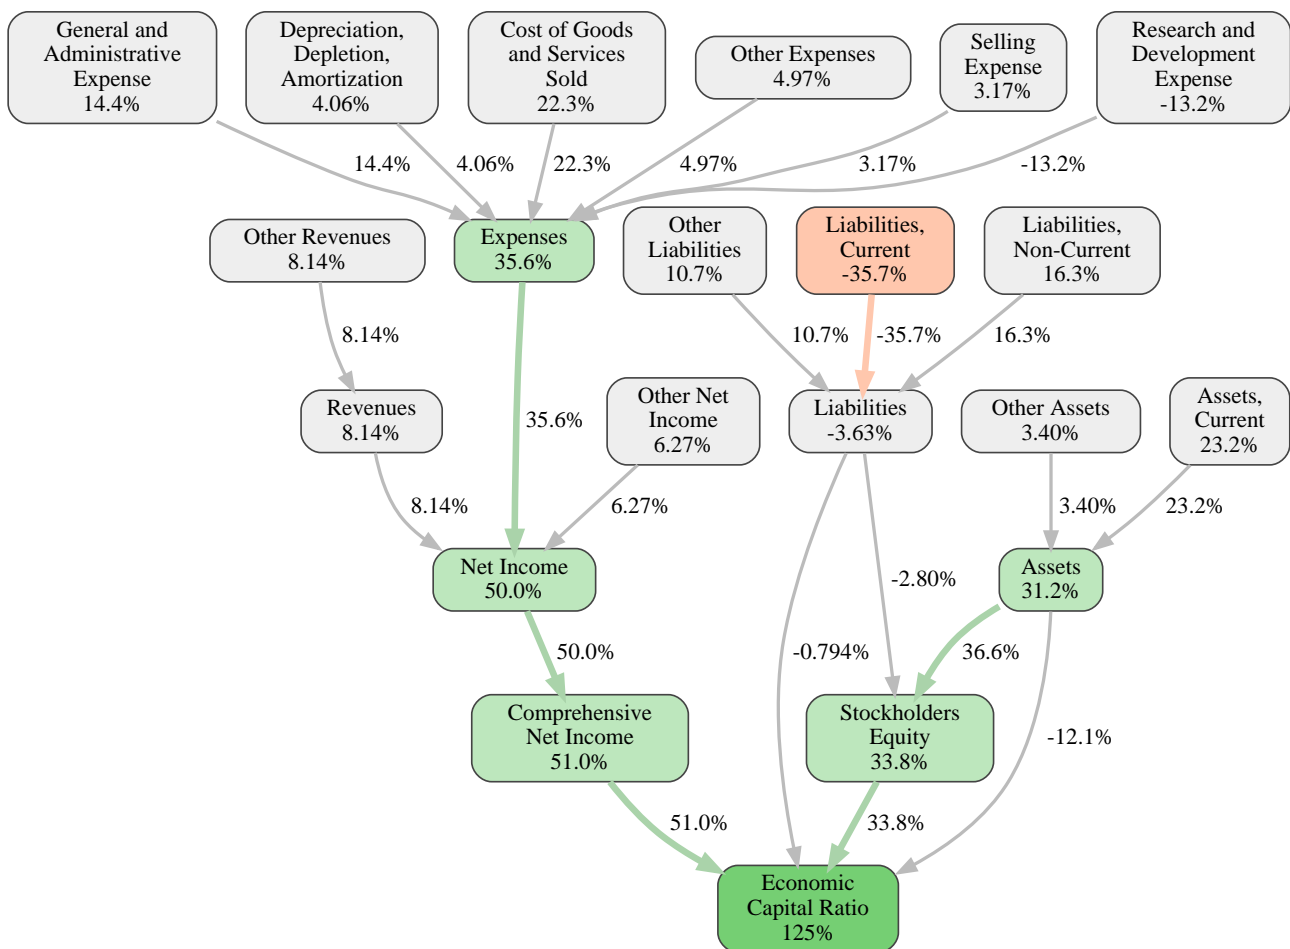 General and
Administrative
Expense
14.4%
Depreciation,
Depletion,
Amortization
4.06%
Cost of Goods
and Services
Sold
22.3%
Other Expenses
4.97%
Selling
Expense
3.17%
Research and
Development
Expense
-13.2%
14.4%
4.06%
22.3%
4.97%
3.17%
-13.2%
Other Revenues
8.14%
Expenses
35.6%
Other
Liabilities
10.7%
Liabilities,
Current
-35.7%
Liabilities,
Non-Current
16.3%
8.14%
10.7%
-35.7%
16.3%
Revenues
8.14%
35.6%
Other Net
Income
6.27%
Liabilities
-3.63%
Other Assets
3.40%
Assets,
Current
23.2%
8.14%
6.27%
3.40%
23.2%
Net Income
50.0%
-2.80%
Assets
31.2%
50.0%
-0.794%
36.6%
Comprehensive
Net Income
51.0%
Stockholders
Equity
33.8%
-12.1%
51.0%
33.8%
Economic
Capital Ratio
125%